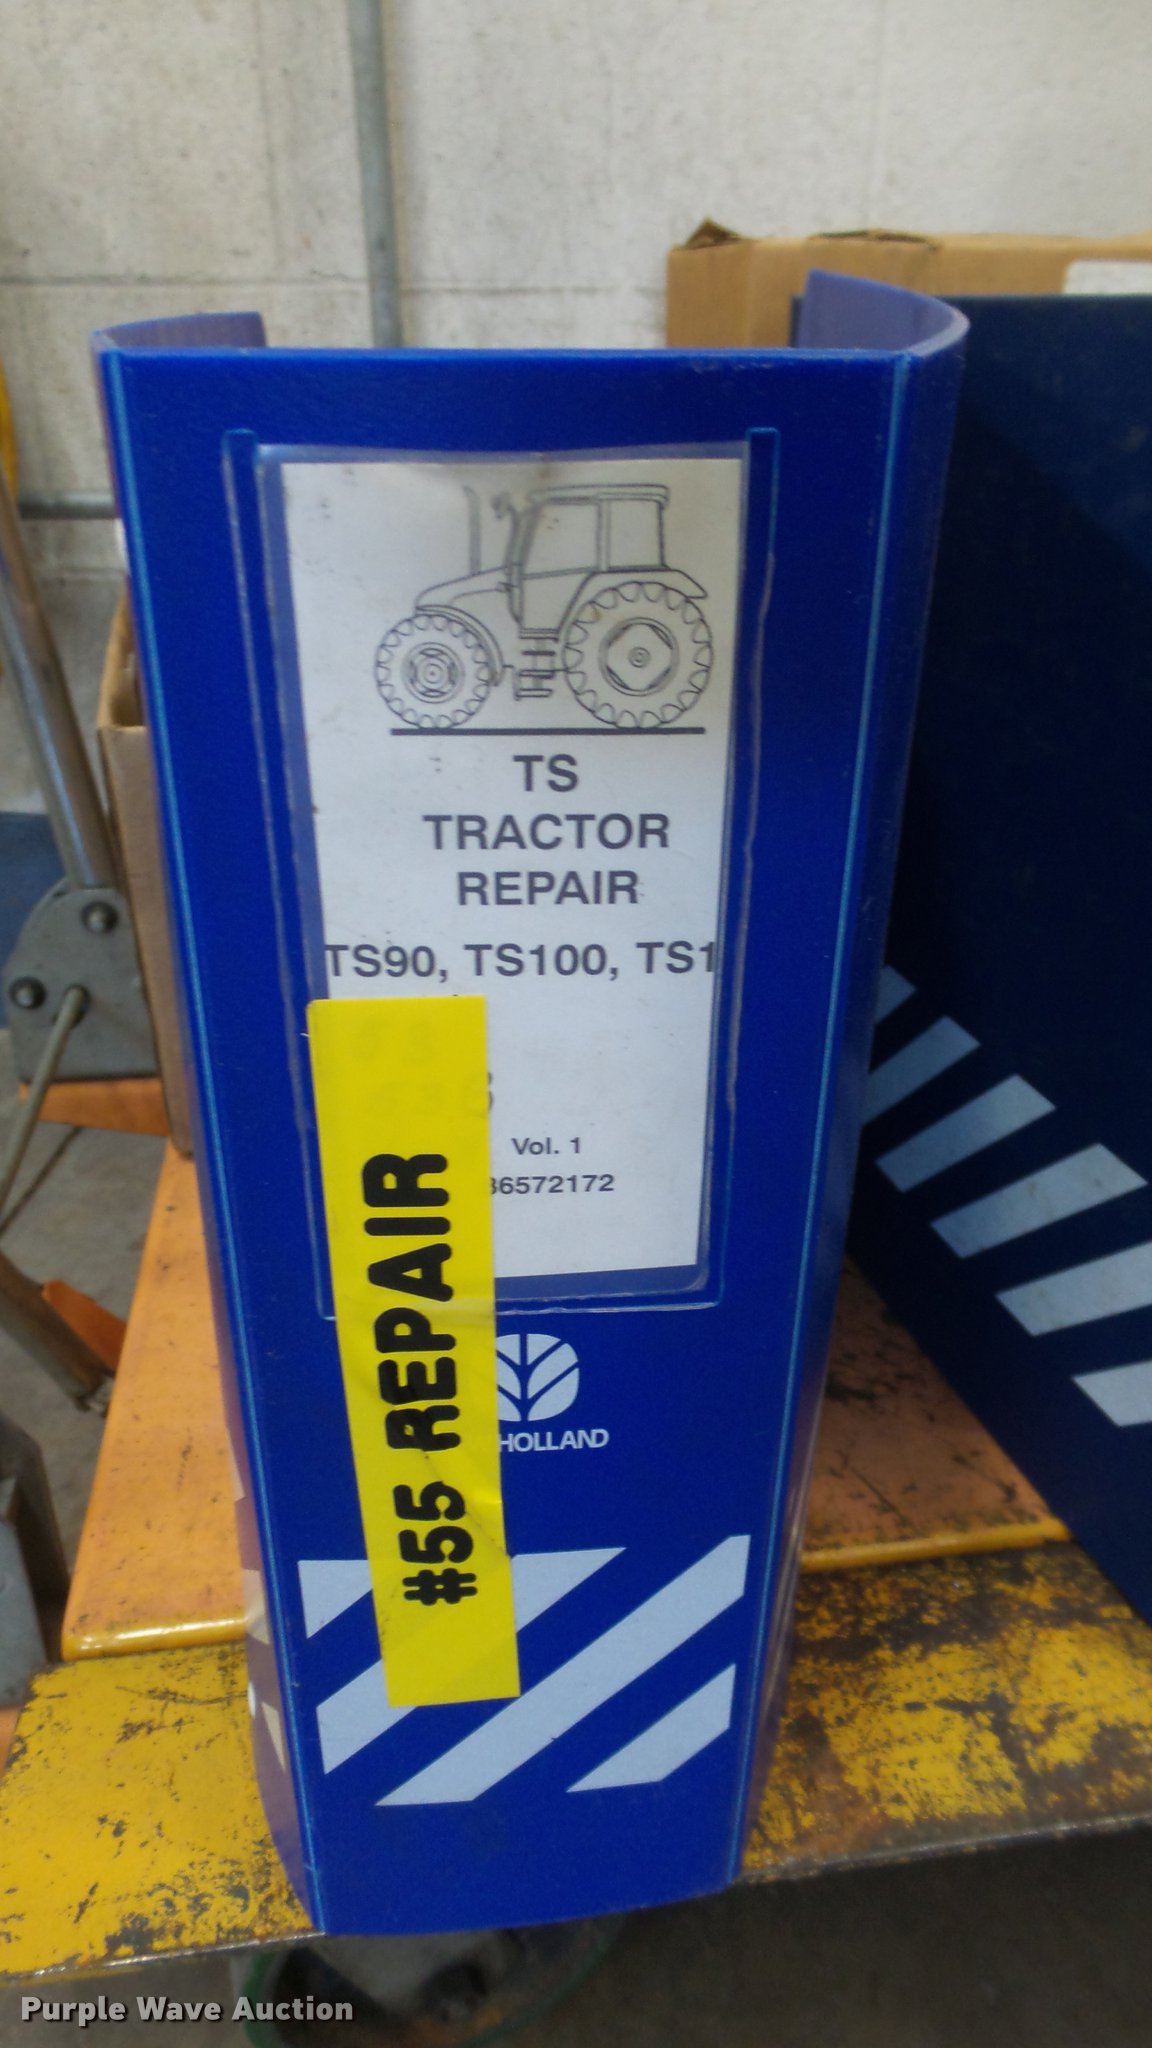 TS
TRACTOR
REPAIR
TS90, TS100, TS1
Vol. 1
86572172
#55 REPAIR
HOLLAND
Purple Wave Auction